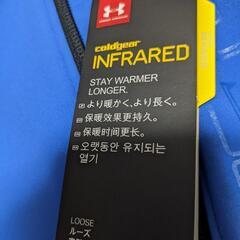 UNDER ARMOUR
coldgear
INFRARED
STAY WARMER
LONGER.
●より暖かく、より長く。
●保暖效果更持久。
●保暖时间更长。
●오랫동안 유지되는
열기
LOOSE
ルーズ